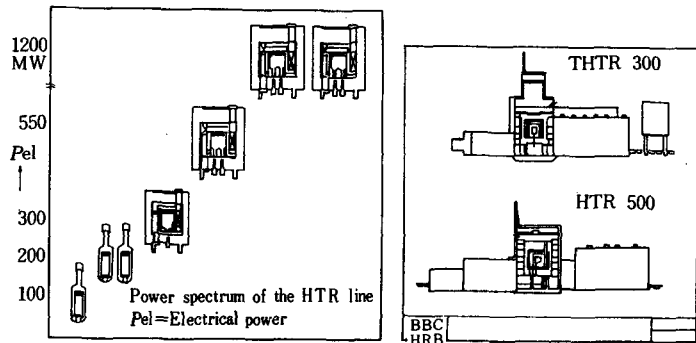 1200
MW
550
Pel
300
200
100
Power spectrum of the HTR line
Pel=Electrical power
THTR 300
HTR 500
BBC
HRB